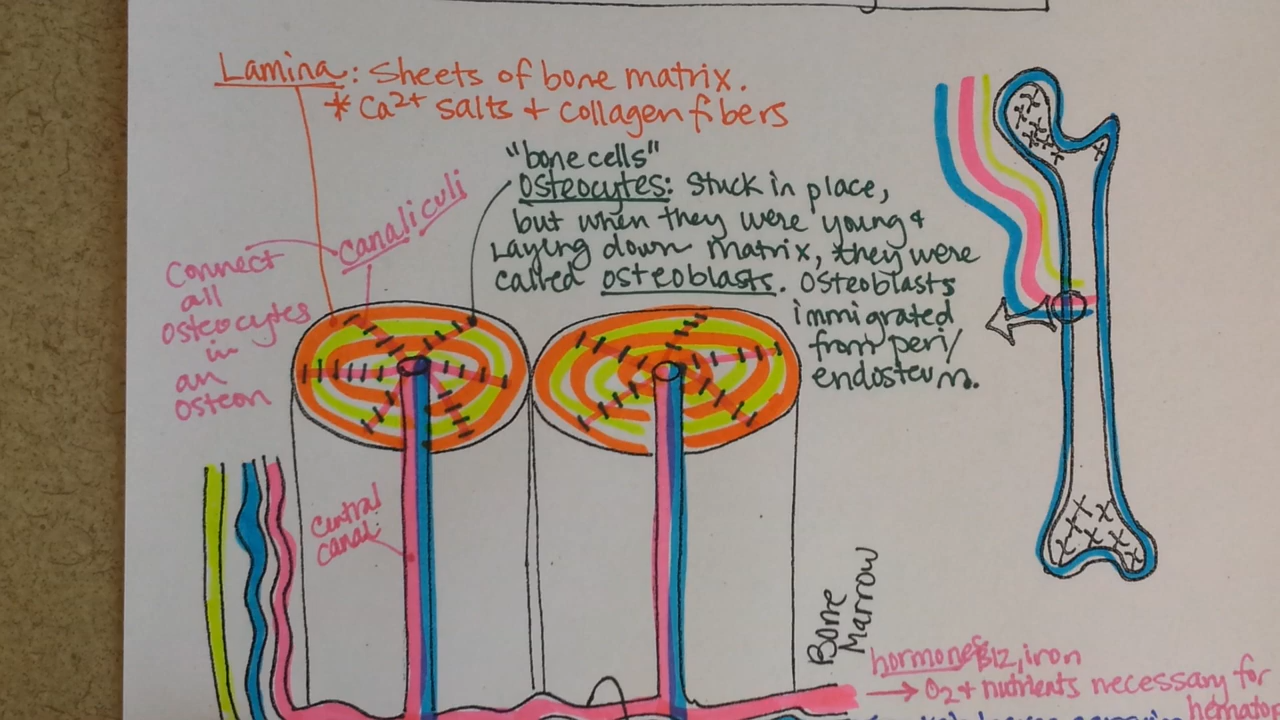 Lamina: Sheets of bone matrix.
* Ca2+ salts + collagen fibers
"bone cells"
Osteocytes: Stuck in place,
but when they were young +
Laying down matrix, they were
called osteoblasts. Osteoblasts
immigrated
from peri/
endosteum.
canaliculi
Connect
all
osteocytes
in
an
osteon
central
canal
Bone
Marrow
hormones B12, iron
→ O2 + nutrients necessary for